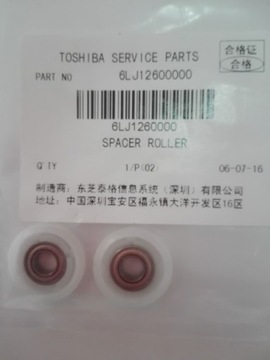 TOSHIBA SERVICE PARTS
合格证
合格
PART NO 6LJ12600000
6LJ1260000
SPACER ROLLER
Q'TY 1/P(02) 06-07-16
制造商: 东芝泰格信息系统（深圳）有限公司
地址: 中国深圳宝安区福永镇大洋开发区16区